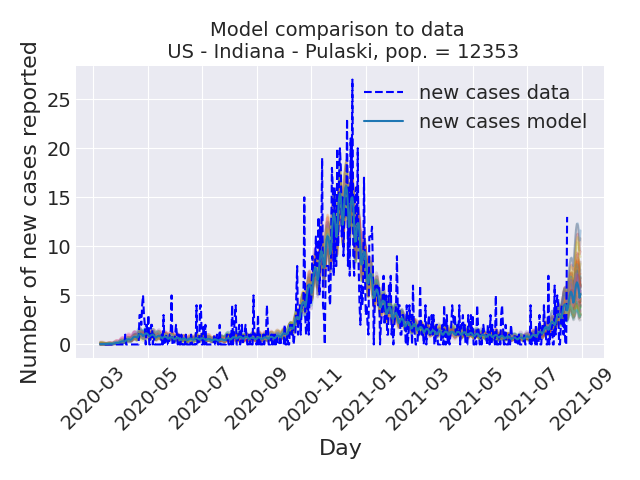 Model comparison to data
US - Indiana - Pulaski, pop. = 12353
Number of new cases reported
25
20
15
10
5
0
new cases data
new cases model
2020-03
2020-05
2020-07
2020-09
2020-11
2021-01
2021-03
2021-05
2021-07
2021-09
Day